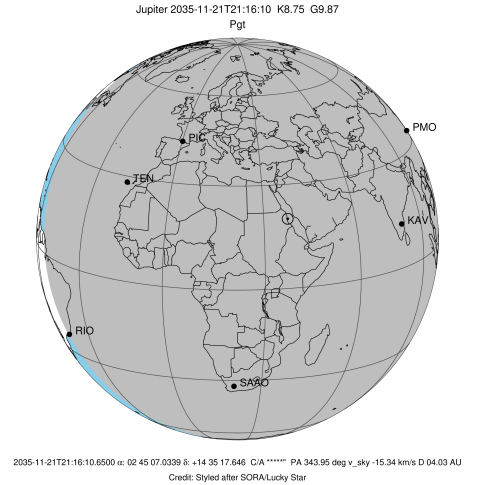 Jupiter 2035-11-21T21:16:10 K8.75 G9.87
Pgt
PMO
PIC
TEN
KAV
RIO
SAAO
2035-11-21T21:16:10.6500 α: 02 45 07.0339 δ: +14 35 17.646 C/A *****" PA 343.95 deg v_sky -15.34 km/s D 04.03 AU
Credit: Styled after SORA/Lucky Star